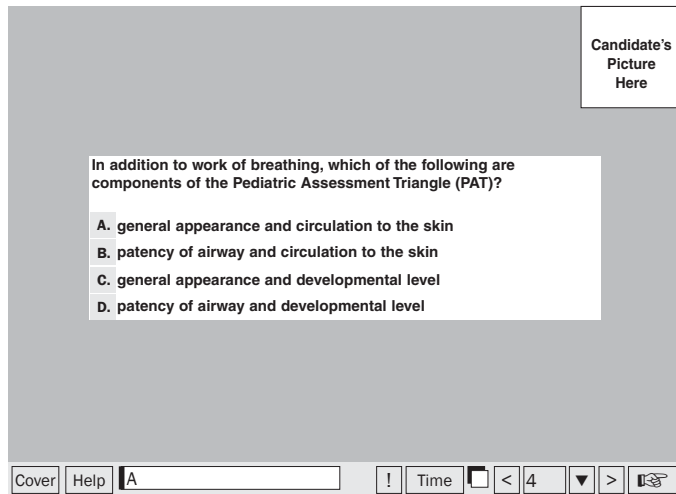 Candidate's
Picture
Here
In addition to work of breathing, which of the following are
components of the Pediatric Assessment Triangle (PAT)?
A. general appearance and circulation to the skin
B. patency of airway and circulation to the skin
C. general appearance and developmental level
D. patency of airway and developmental level
Cover Help A ! Time < 4 ▼ > ☞